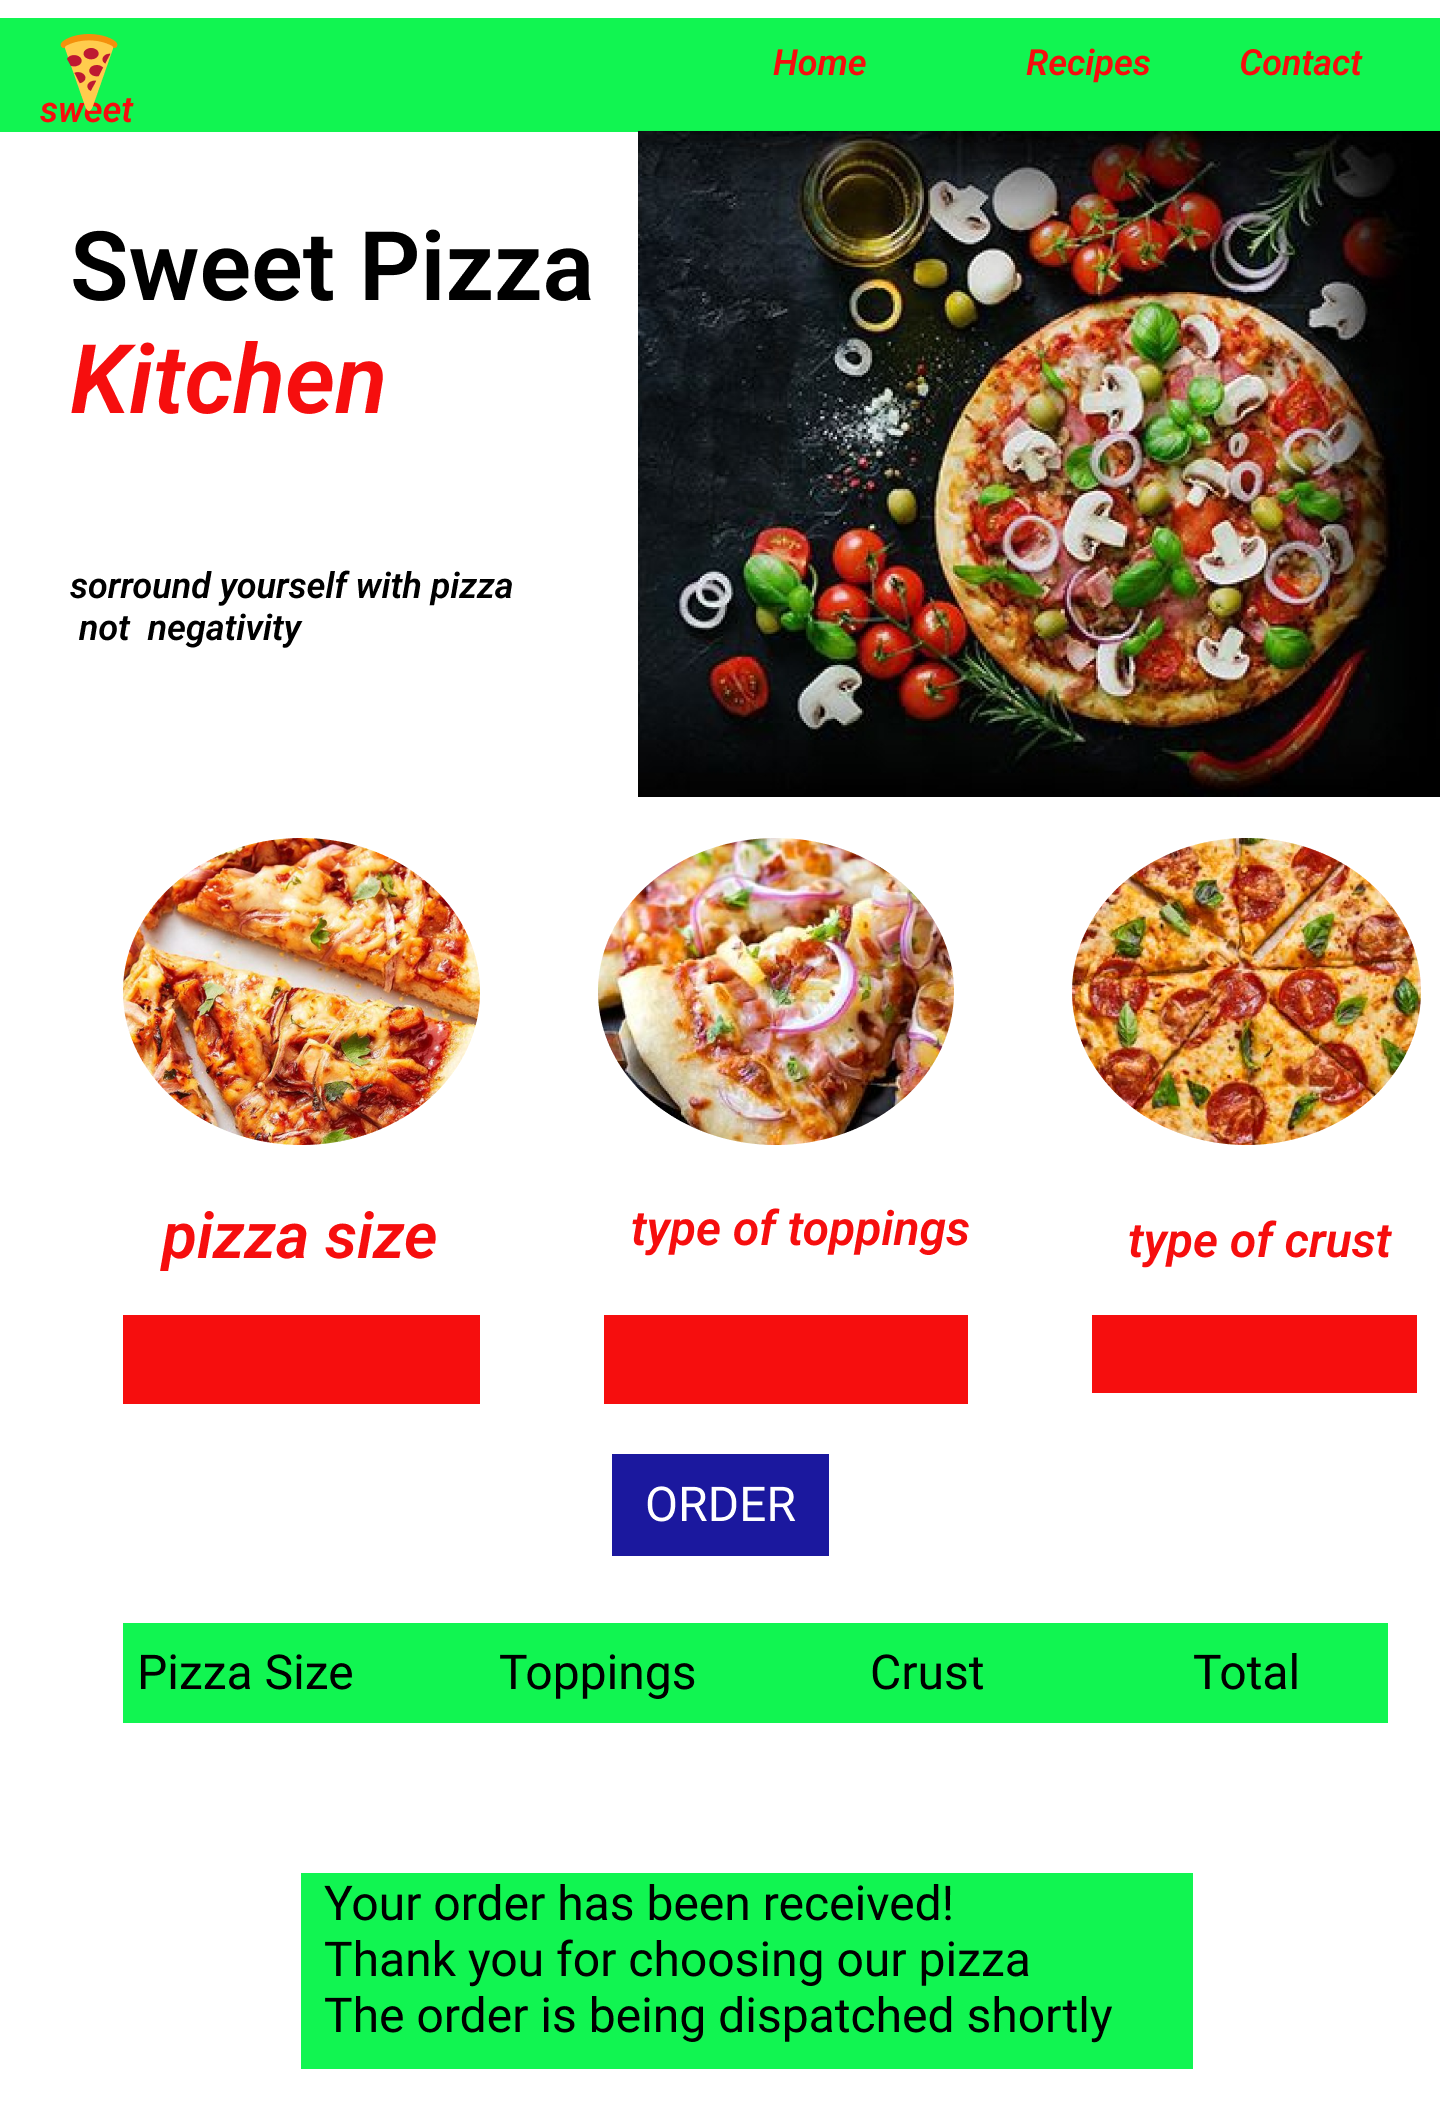 sweet
Home Recipes Contact
Sweet Pizza
Kitchen
sorround yourself with pizza
not negativity
pizza size
type of toppings
type of crust
ORDER
Pizza Size Toppings Crust Total
Your order has been received!
Thank you for choosing our pizza
The order is being dispatched shortly